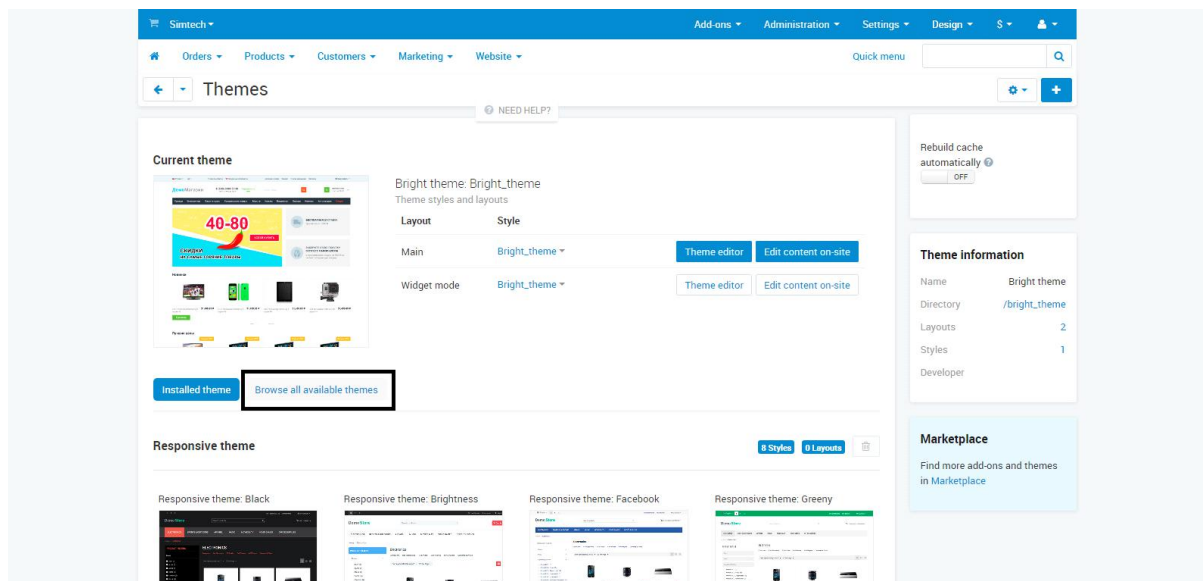 Simtech Add-ons Administration Settings Design $
Orders Products Customers Marketing Website Quick menu
Themes
NEED HELP?
Current theme
40-80
Bright theme: Bright_theme
Theme styles and layouts
Layout Style
Main Bright_theme Theme editor Edit content on-site
Widget mode Bright_theme Theme editor Edit content on-site
Installed theme Browse all available themes
Responsive theme 8 Styles 0 Layouts
Responsive theme: Black Responsive theme: Brightness Responsive theme: Facebook Responsive theme: Greeny
Rebuild cache
automatically
OFF
Theme information
Name Bright theme
Directory /bright_theme
Layouts 2
Styles 1
Developer
Marketplace
Find more add-ons and themes
in Marketplace